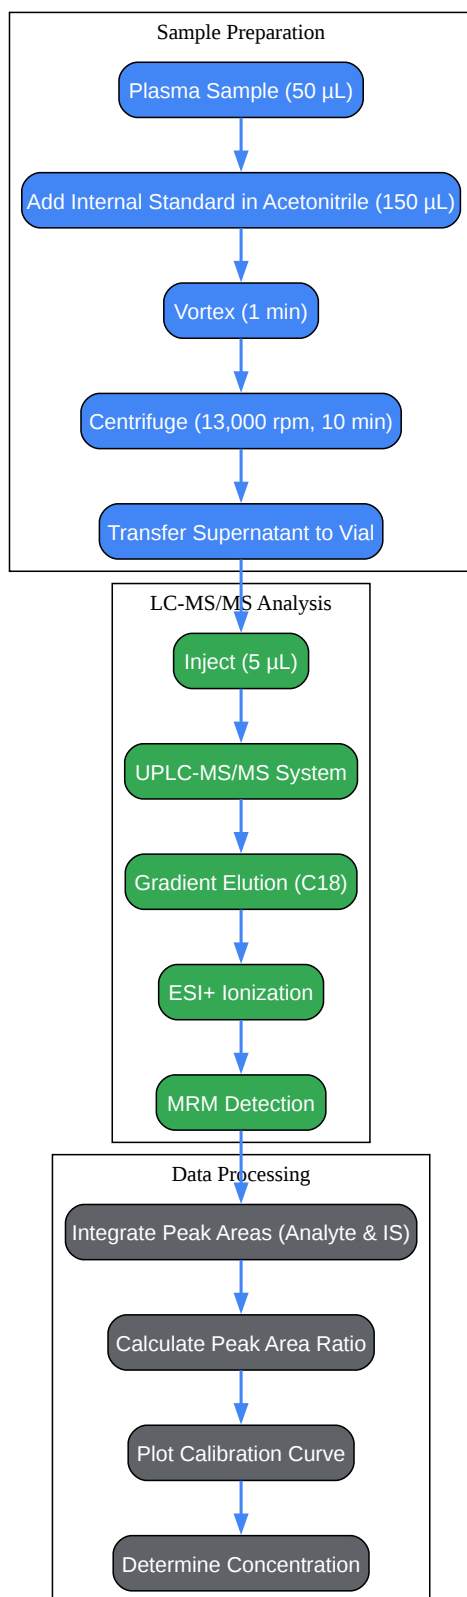 Sample Preparation
Plasma Sample (50 µL)
Add Internal Standard in Acetonitrile (150 µL)
Vortex (1 min)
Centrifuge (13,000 rpm, 10 min)
Transfer Supernatant to Vial
LC-MS/MS Analysis
Inject (5 µL)
UPLC-MS/MS System
Gradient Elution (C18)
ESI+ Ionization
MRM Detection
Data Processing
Integrate Peak Areas (Analyte & IS)
Calculate Peak Area Ratio
Plot Calibration Curve
Determine Concentration